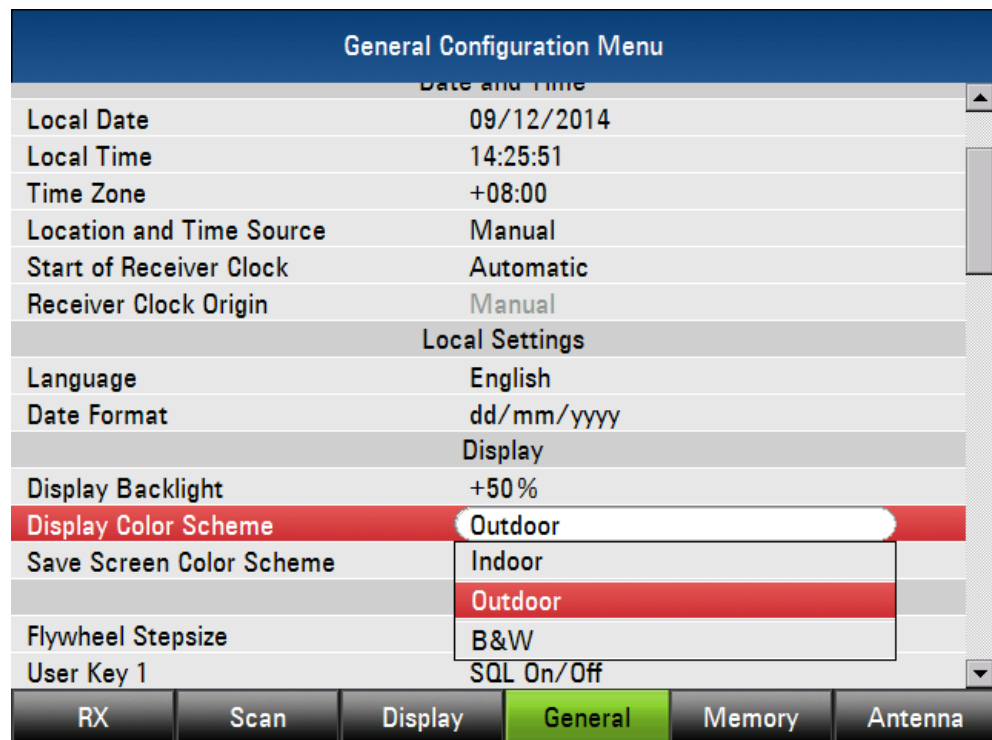 General Configuration Menu
Date and Time
Local Date 09/12/2014
Local Time 14:25:51
Time Zone +08:00
Location and Time Source Manual
Start of Receiver Clock Automatic
Receiver Clock Origin Manual
Local Settings
Language English
Date Format dd/mm/yyyy
Display
Display Backlight +50%
Display Color Scheme Outdoor
Save Screen Color Scheme Indoor
Outdoor
Flywheel Stepsize B&W
User Key 1 SQL On/Off
RX Scan Display General Memory Antenna